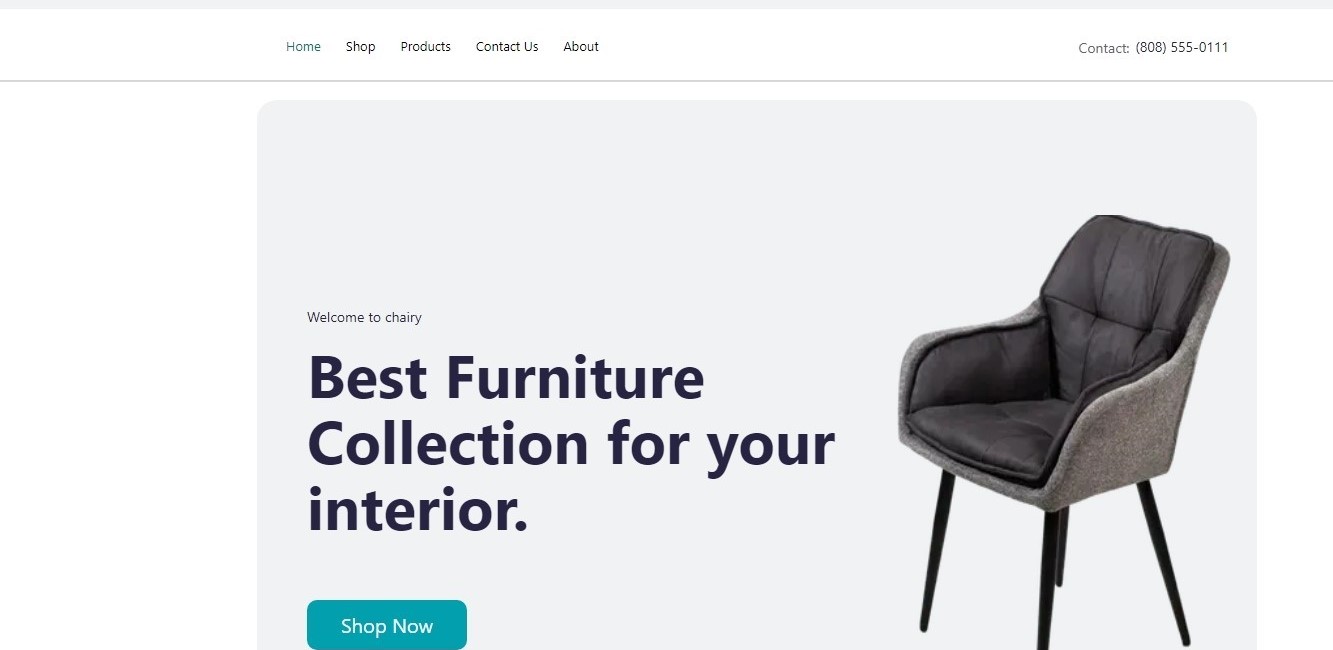 Home Shop Products Contact Us About Contact: (808) 555-0111
Welcome to chairy
Best Furniture
Collection for your
interior.
Shop Now